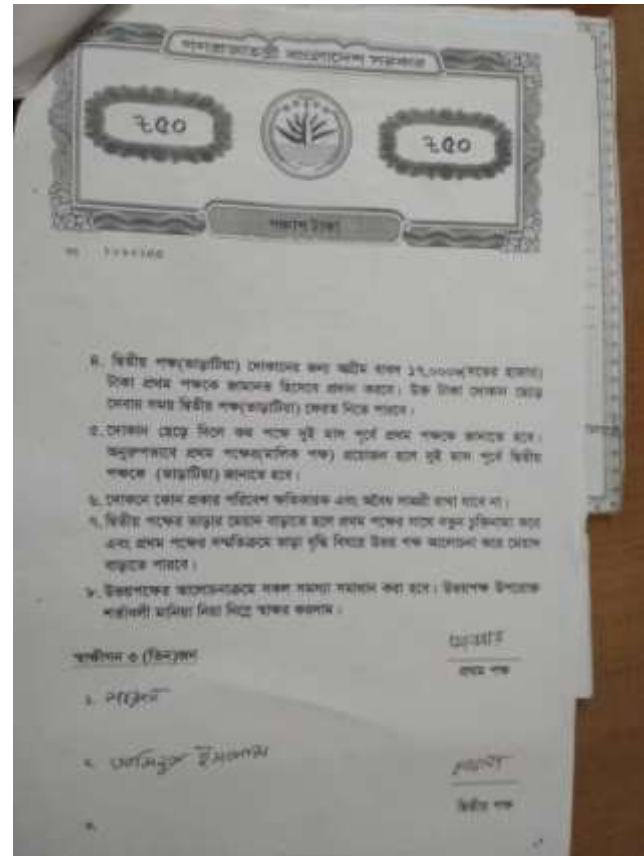 গণপ্রজাতন্ত্রী বাংলাদেশ সরকার
৳৫০
৳৫০
পঞ্চাশ টাকা
৪. দ্বিতীয় পক্ষ(ভাড়াটিয়া) দোকানের জন্য অগ্রীম বাবদ ১৭,০০০৳(সতের হাজার)
টাকা প্রথম পক্ষকে জামানত হিসেবে প্রদান করবে। উক্ত টাকা দোকান ছেড়ে
দেবার সময় দ্বিতীয় পক্ষ(ভাড়াটিয়া) ফেরত নিতে পারবে।
৫. দোকান ছেড়ে দিলে কম পক্ষে দুই মাস পূর্বে প্রথম পক্ষকে জানাতে হবে।
অনুরূপভাবে প্রথম পক্ষের(মালিক পক্ষ) প্রয়োজন হলে দুই মাস পূর্বে দ্বিতীয়
পক্ষকে (ভাড়াটিয়া) জানাতে হবে।
৬. দোকানে কোন প্রকার পরিবেশ ক্ষতিকারক এবং অবৈধ সামগ্রী রাখা যাবে না।
৭. দ্বিতীয় পক্ষের ভাড়ার মেয়াদ বাড়াতে হলে প্রথম পক্ষের সাথে নতুন চুক্তিনামা করে
এবং প্রথম পক্ষের সম্মতিক্রমে ভাড়া বৃদ্ধি বিষয়ে উভয় পক্ষ আলোচনা করে মেয়াদ
বাড়াতে পারবে।
৮. উভয়পক্ষের আলোচনাক্রমে সকল সমস্যা সমাধান করা হবে। উভয়পক্ষ উপরোক্ত
শর্তাবলী মানিয়া নিয়া নিম্নে স্বাক্ষর করলাম।
স্বাক্ষীগন ৩ (তিন)জন
প্রথম পক্ষ
১.
২. আমিনুল ইসলাম
দ্বিতীয় পক্ষ
৩.